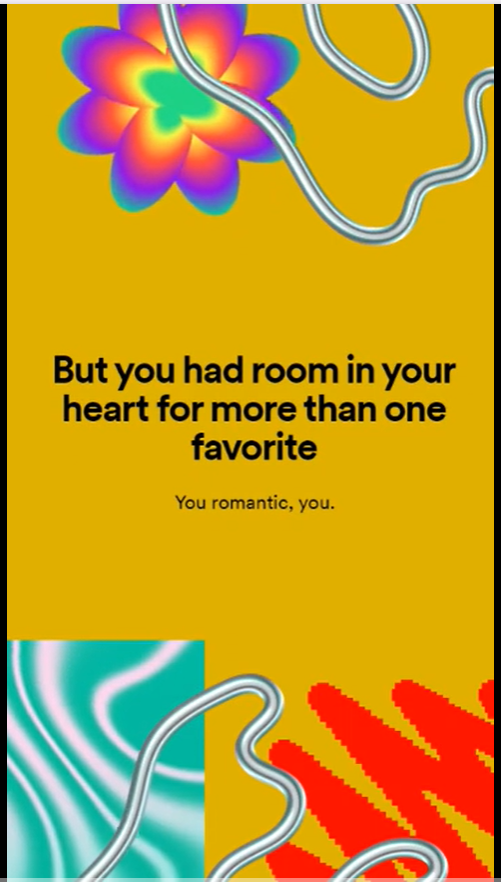 But you had room in your
heart for more than one
favorite
You romantic, you.